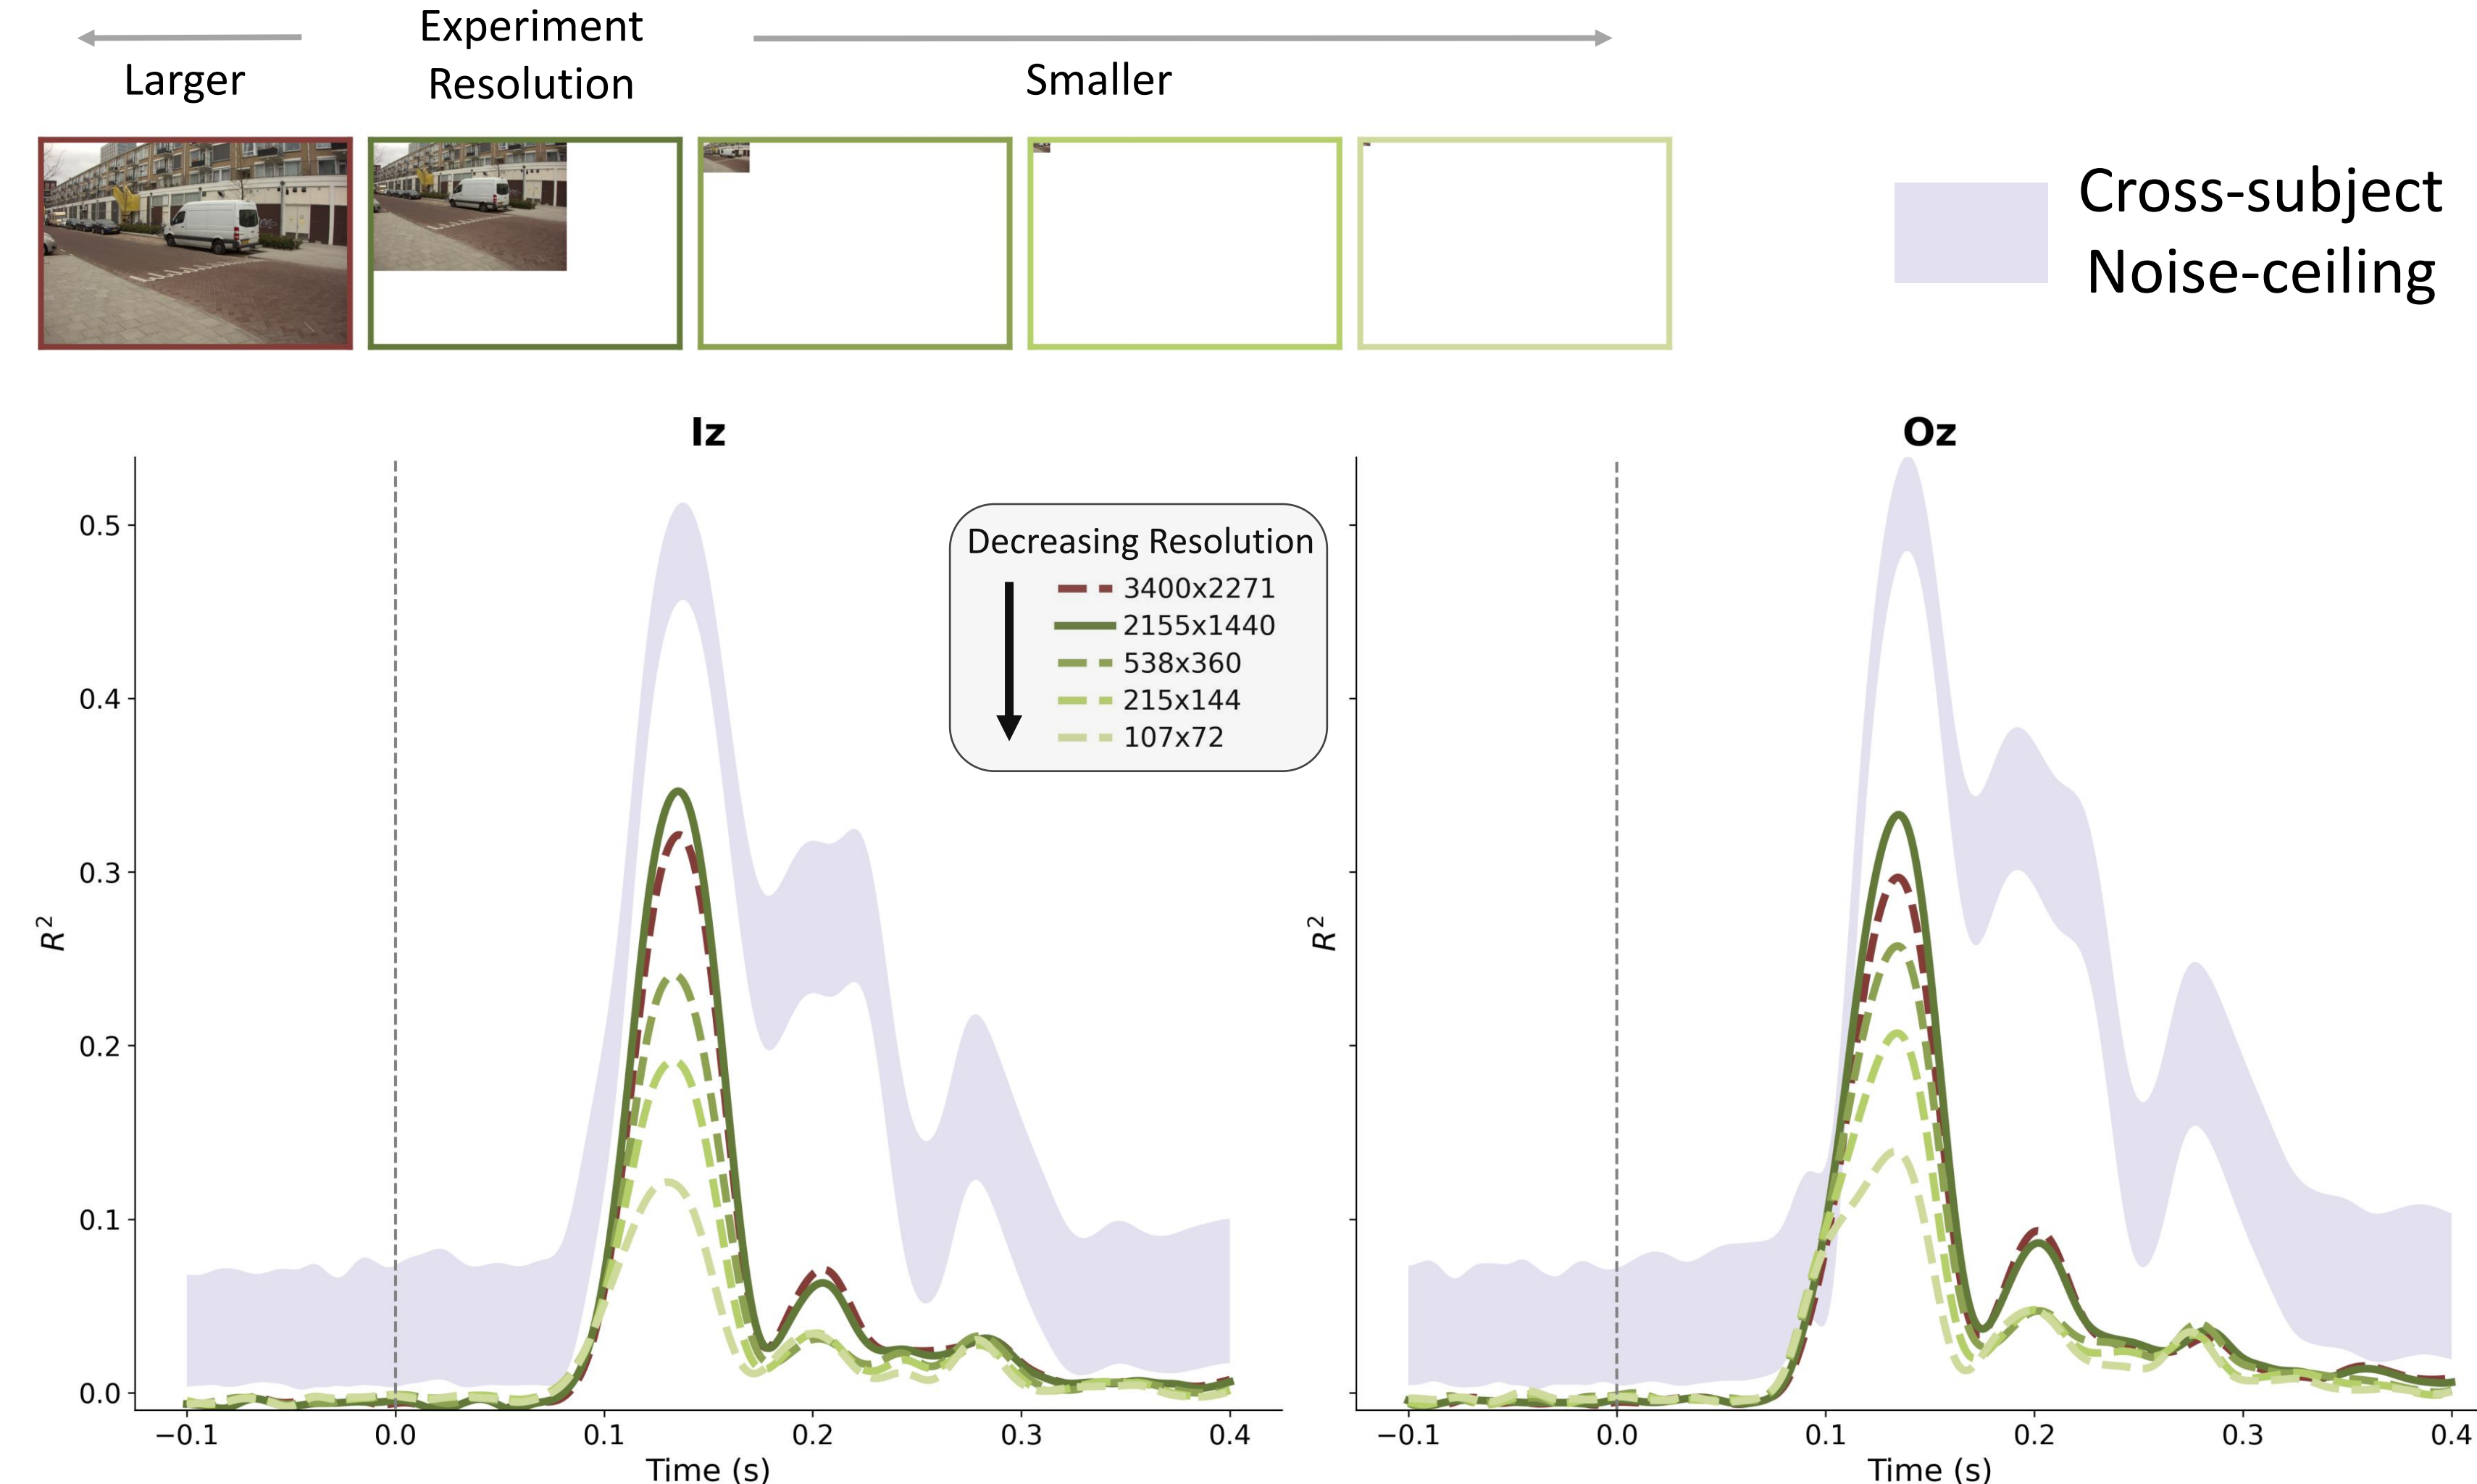 Larger
Experiment
Resolution
Smaller
Cross-subject
Noise-ceiling
Iz
0.5
0.4
0.3
0.2
0.1
0.0
R²
−0.1
0.0
0.1
0.2
0.3
0.4
Time (s)
Decreasing Resolution
3400x2271
2155x1440
538x360
215x144
107x72
Oz
R²
−0.1
0.0
0.1
0.2
0.3
0.4
Time (s)